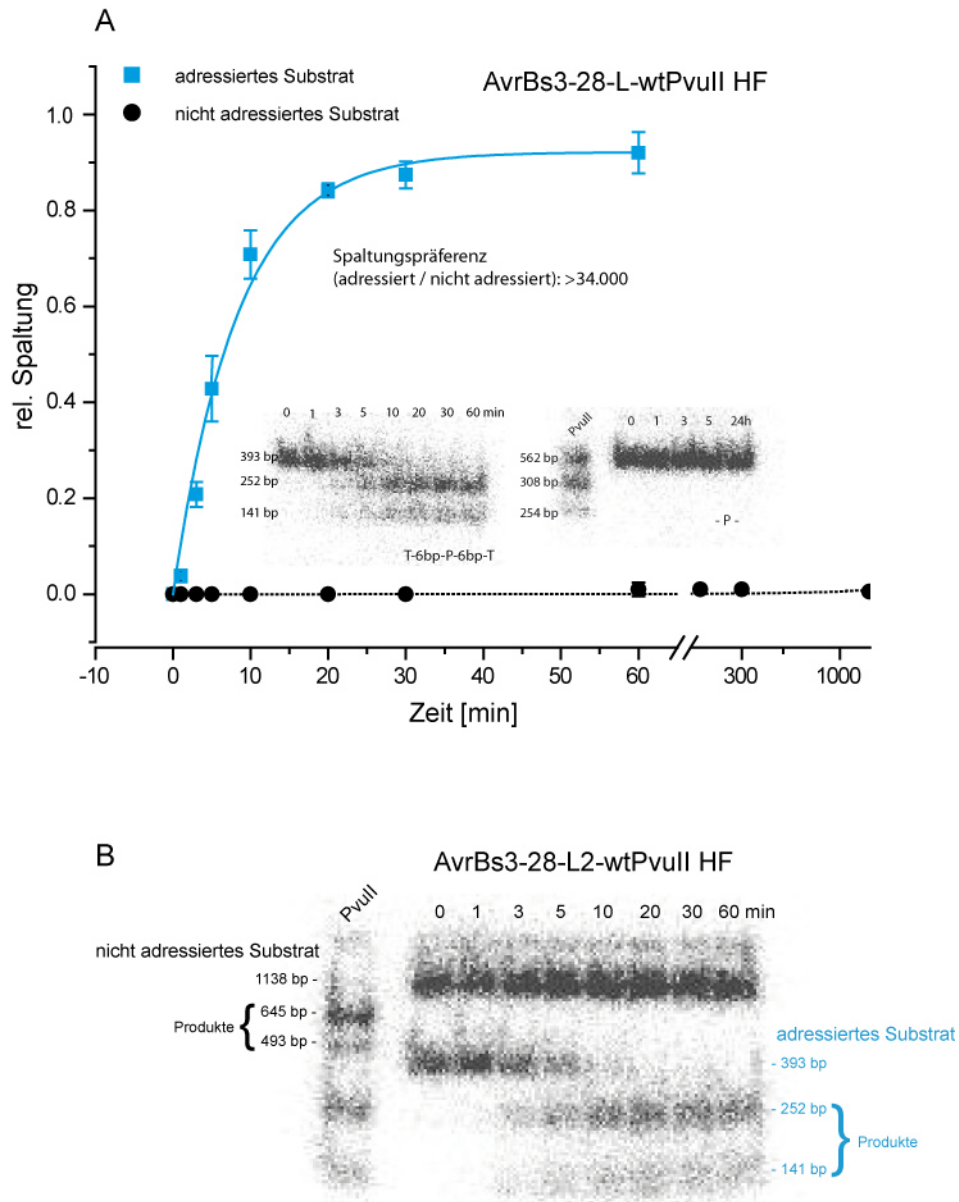 A
AvrBs3-28-L-wtPvuII HF
adressiertes Substrat
nicht adressiertes Substrat
1.0
0.8
0.6
0.4
0.2
0.0
rel. Spaltung
Spaltungspräferenz
(adressiert / nicht adressiert): >34.000
0 1 3 5 10 20 30 60 min
393 bp
252 bp
141 bp
T-6bp-P-6bp-T
PvuII
0 1 3 5 24h
562 bp
308 bp
254 bp
- P -
-10 0 10 20 30 40 50 60 300 1000
Zeit [min]
B
AvrBs3-28-L2-wtPvuII HF
PvuII
0 1 3 5 10 20 30 60 min
nicht adressiertes Substrat
1138 bp -
645 bp -
Produkte
493 bp -
adressiertes Substrat
- 393 bp
- 252 bp
Produkte
- 141 bp